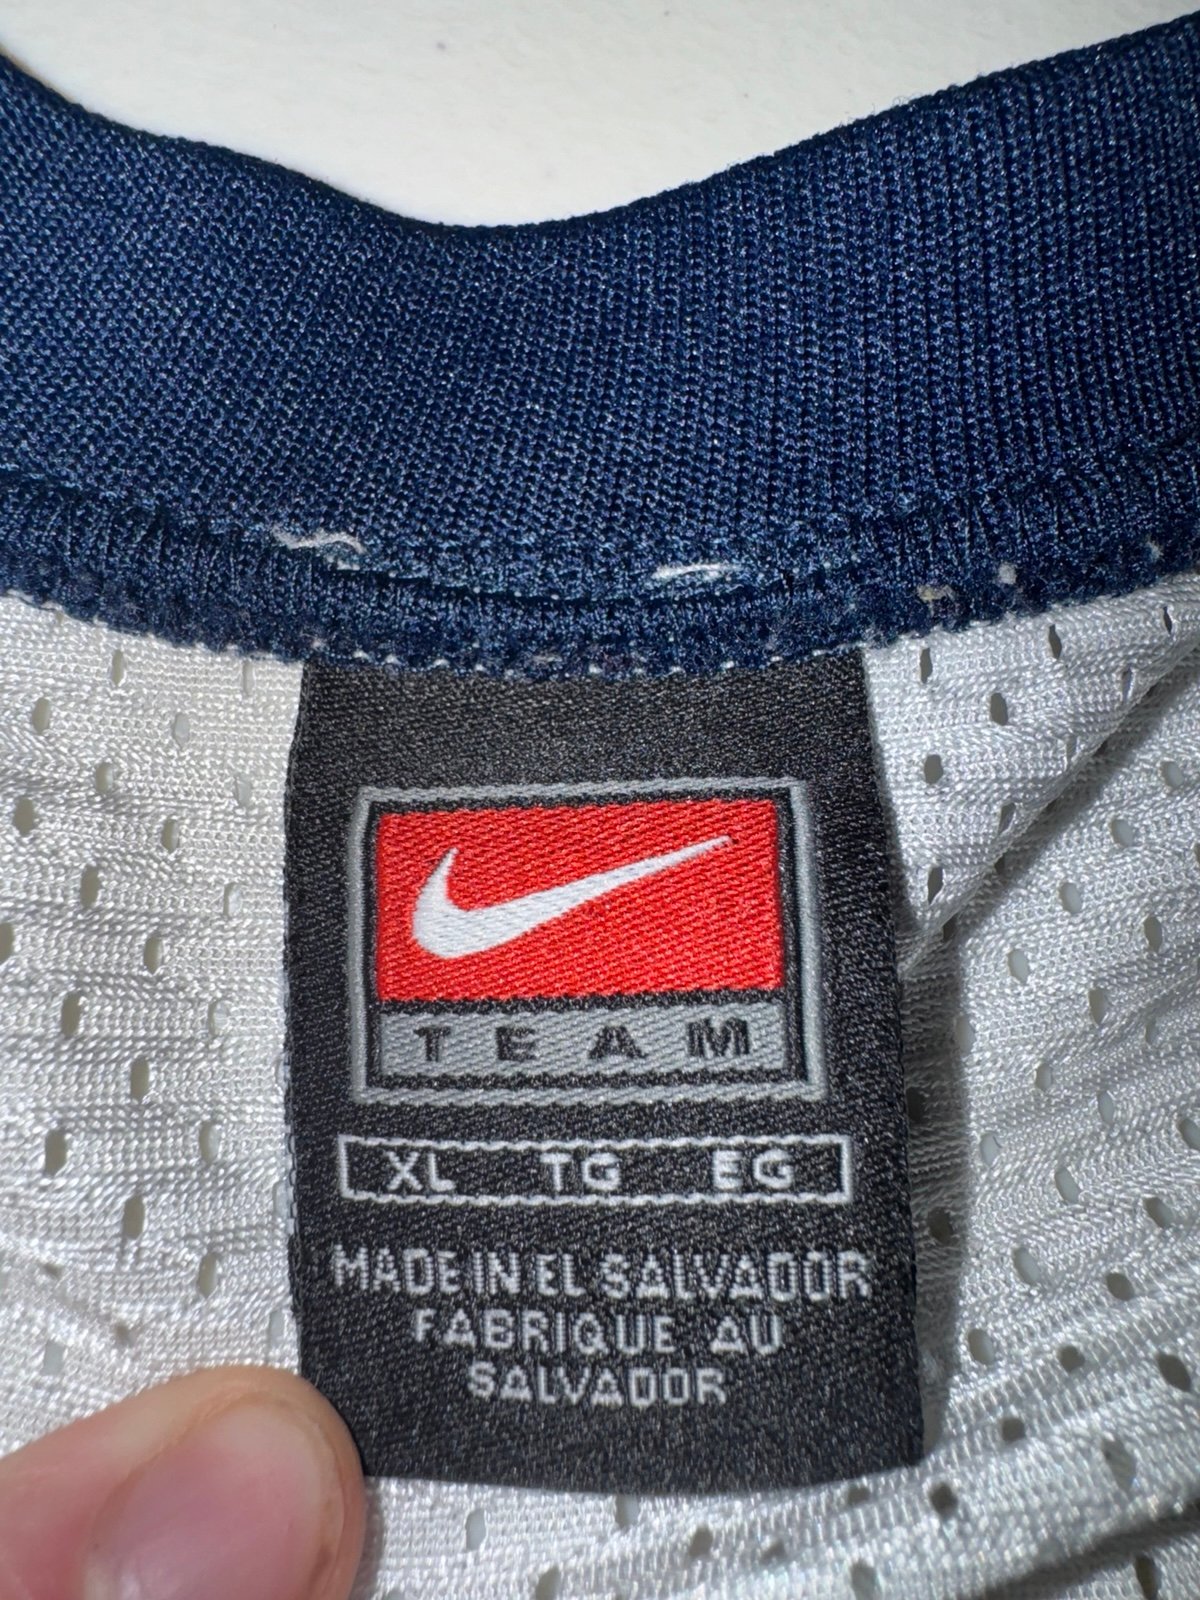 TEAM
XL TG EG
MADE IN EL SALVADOR
FABRIQUE AU
SALVADOR